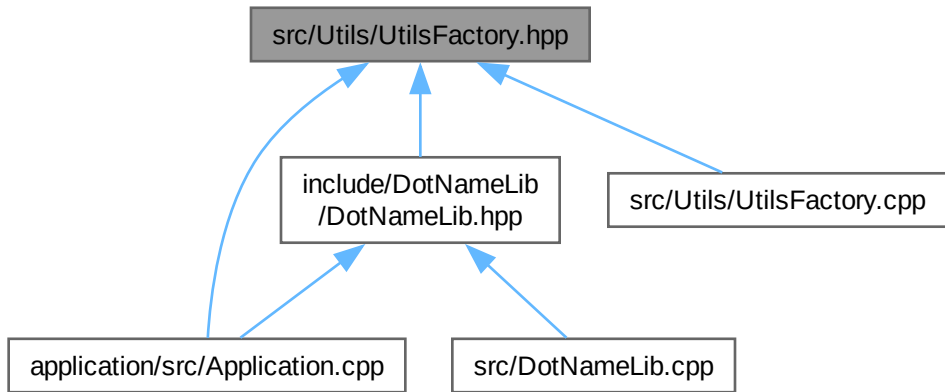 src/Utils/UtilsFactory.hpp
include/DotNameLib
/DotNameLib.hpp
src/Utils/UtilsFactory.cpp
application/src/Application.cpp
src/DotNameLib.cpp